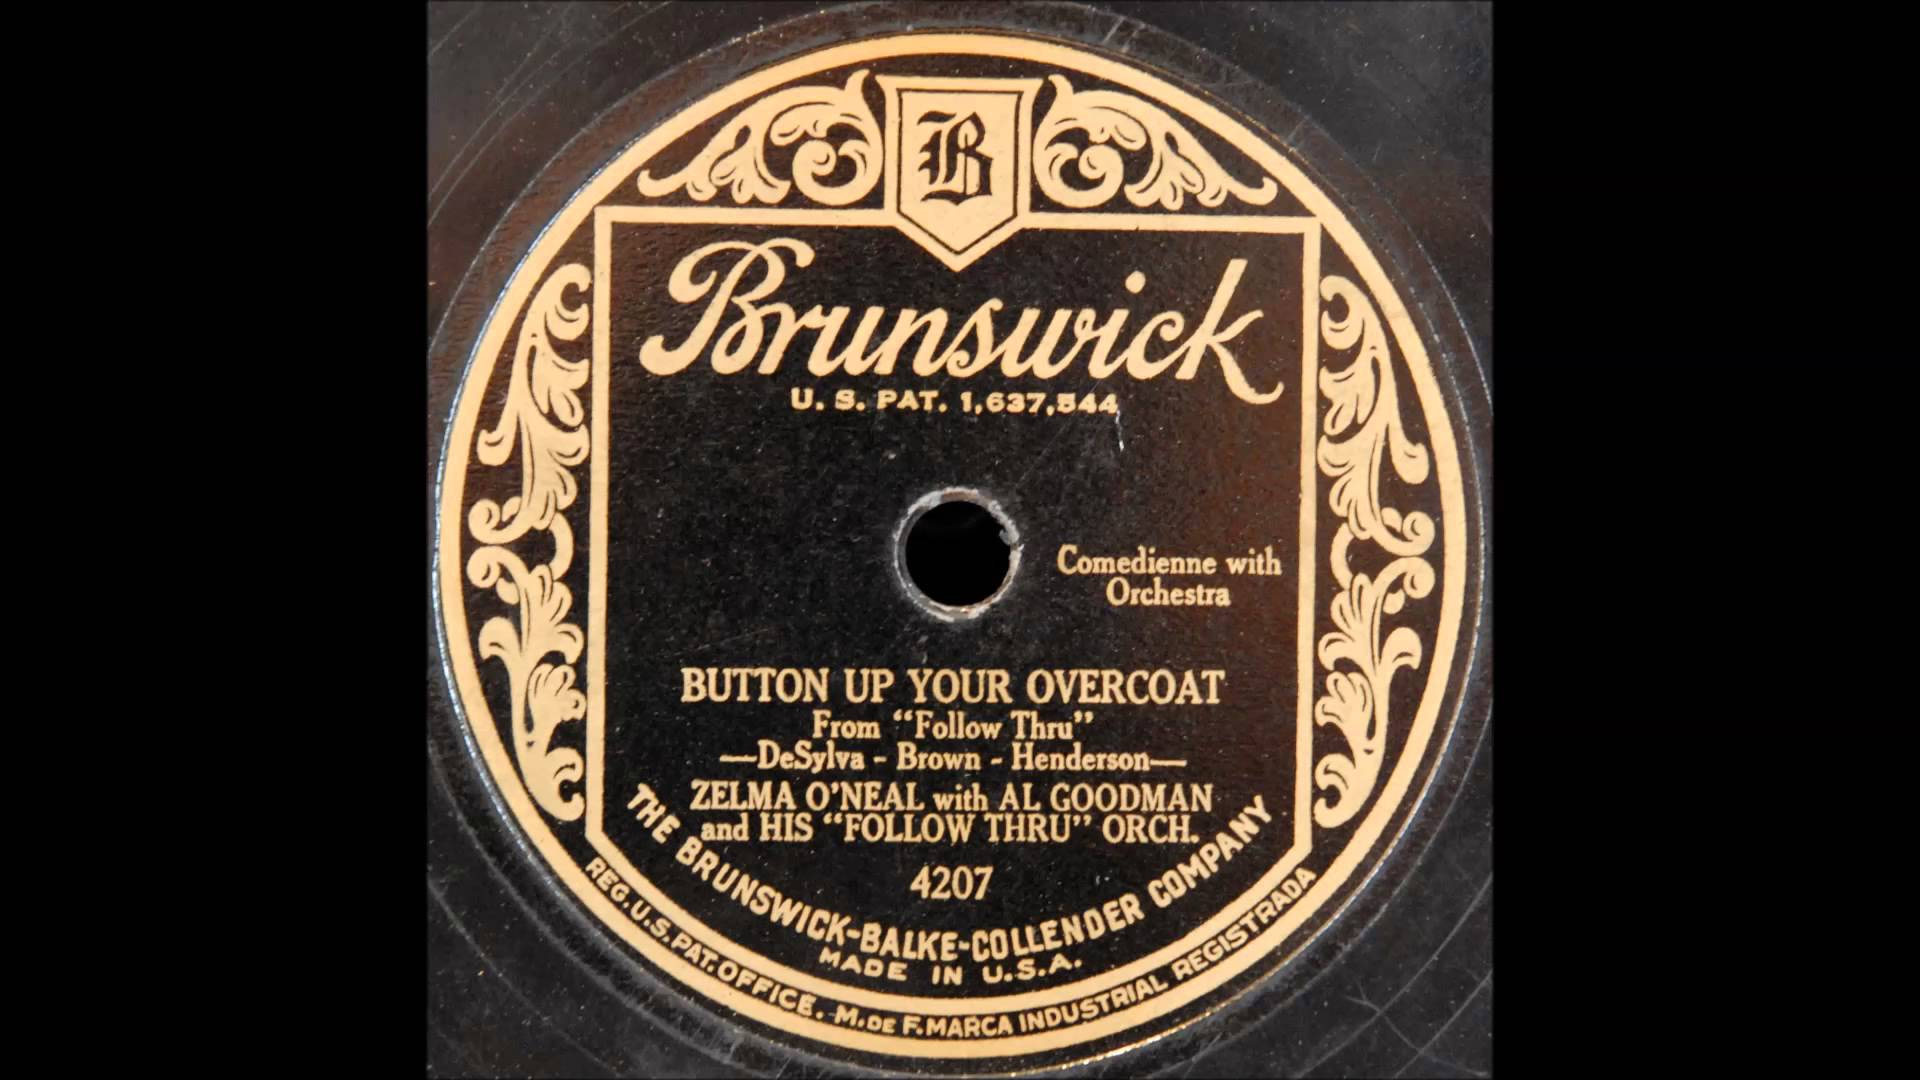 B
Brunswick
U. S. PAT. 1,637,544
Comedienne with
Orchestra
BUTTON UP YOUR OVERCOAT
From “Follow Thru”
—DeSylva - Brown - Henderson—
ZELMA O’NEAL with AL GOODMAN
and HIS “FOLLOW THRU” ORCH.
4207
THE BRUNSWICK-BALKE-COLLENDER COMPANY
MADE IN U.S.A.
REG.U.S.PAT.OFFICE. M.DE F.MARCA INDUSTRIAL REGISTRADA